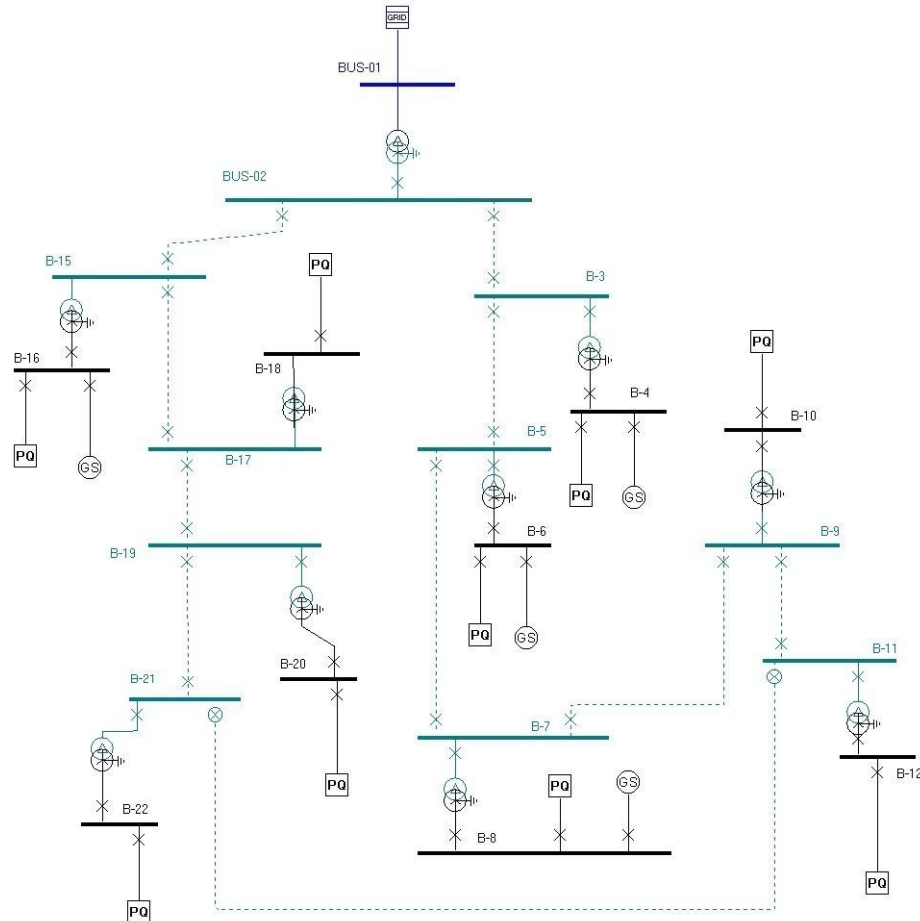 GRID
BUS-01
BUS-02
B-15
PQ
B-3
PQ
B-16
B-18
B-4
B-10
PQ
GS
B-17
B-5
PQ
GS
B-6
B-9
B-19
PQ
GS
B-20
B-11
B-21
B-7
PQ
PQ
GS
B-12
B-22
B-8
PQ
PQ